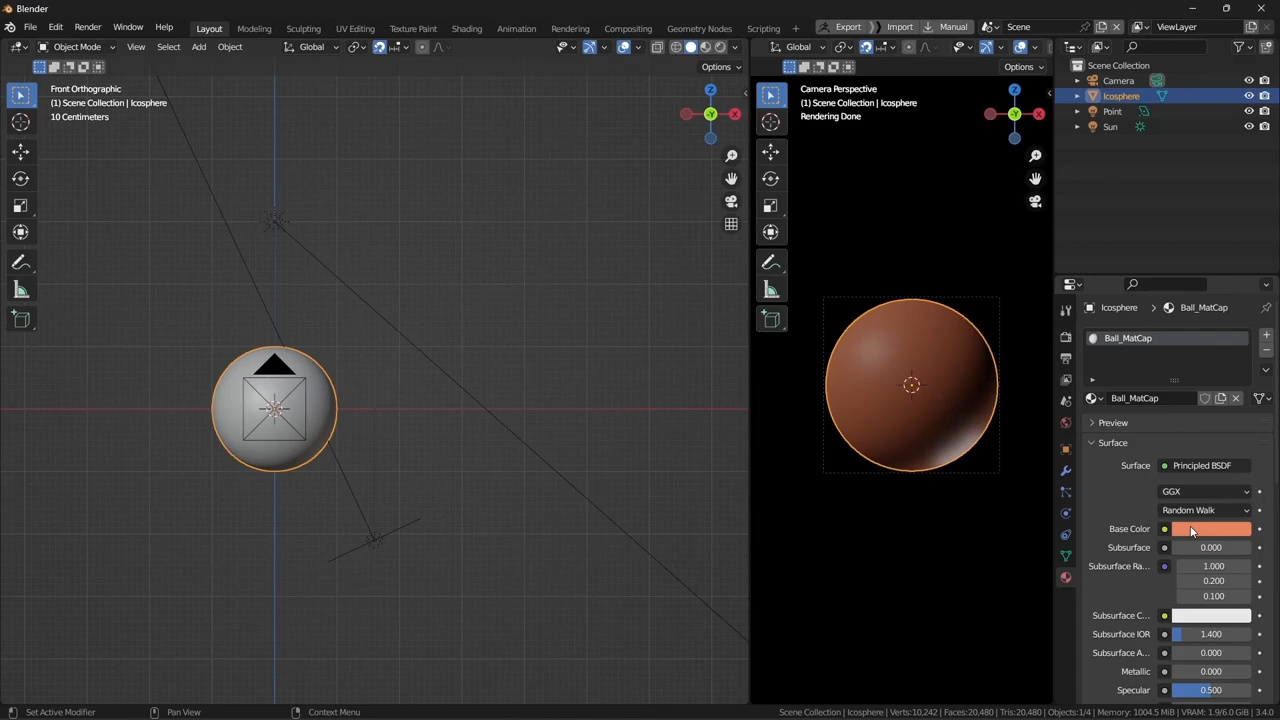 Blender
File Edit Render Window Help Layout Modeling Sculpting UV Editing Texture Paint Shading Animation Rendering Compositing Geometry Nodes Scripting + Export Import Manual Scene ViewLayer
Object Mode View Select Add Object Global Global
Options Options
Front Orthographic
(1) Scene Collection | Icosphere
10 Centimeters
Z
-Y
X
Camera Perspective
(1) Scene Collection | Icosphere
Rendering Done
Z
-Y
X
Scene Collection
Camera
Icosphere
Point
Sun
Icosphere > Ball_MatCap
Ball_MatCap
Ball_MatCap
Preview
Surface
Surface Principled BSDF
GGX
Random Walk
Base Color
Subsurface 0.000
Subsurface Ra... 1.000
0.200
0.100
Subsurface C...
Subsurface IOR 1.400
Subsurface A... 0.000
Metallic 0.000
Specular 0.500
Set Active Modifier Pan View Context Menu Scene Collection | Icosphere | Verts:10,242 | Faces:20,480 | Tris:20,480 | Objects:1/4 | Memory: 1004.5 MiB | VRAM: 1.9/6.0 GiB | 3.4.0